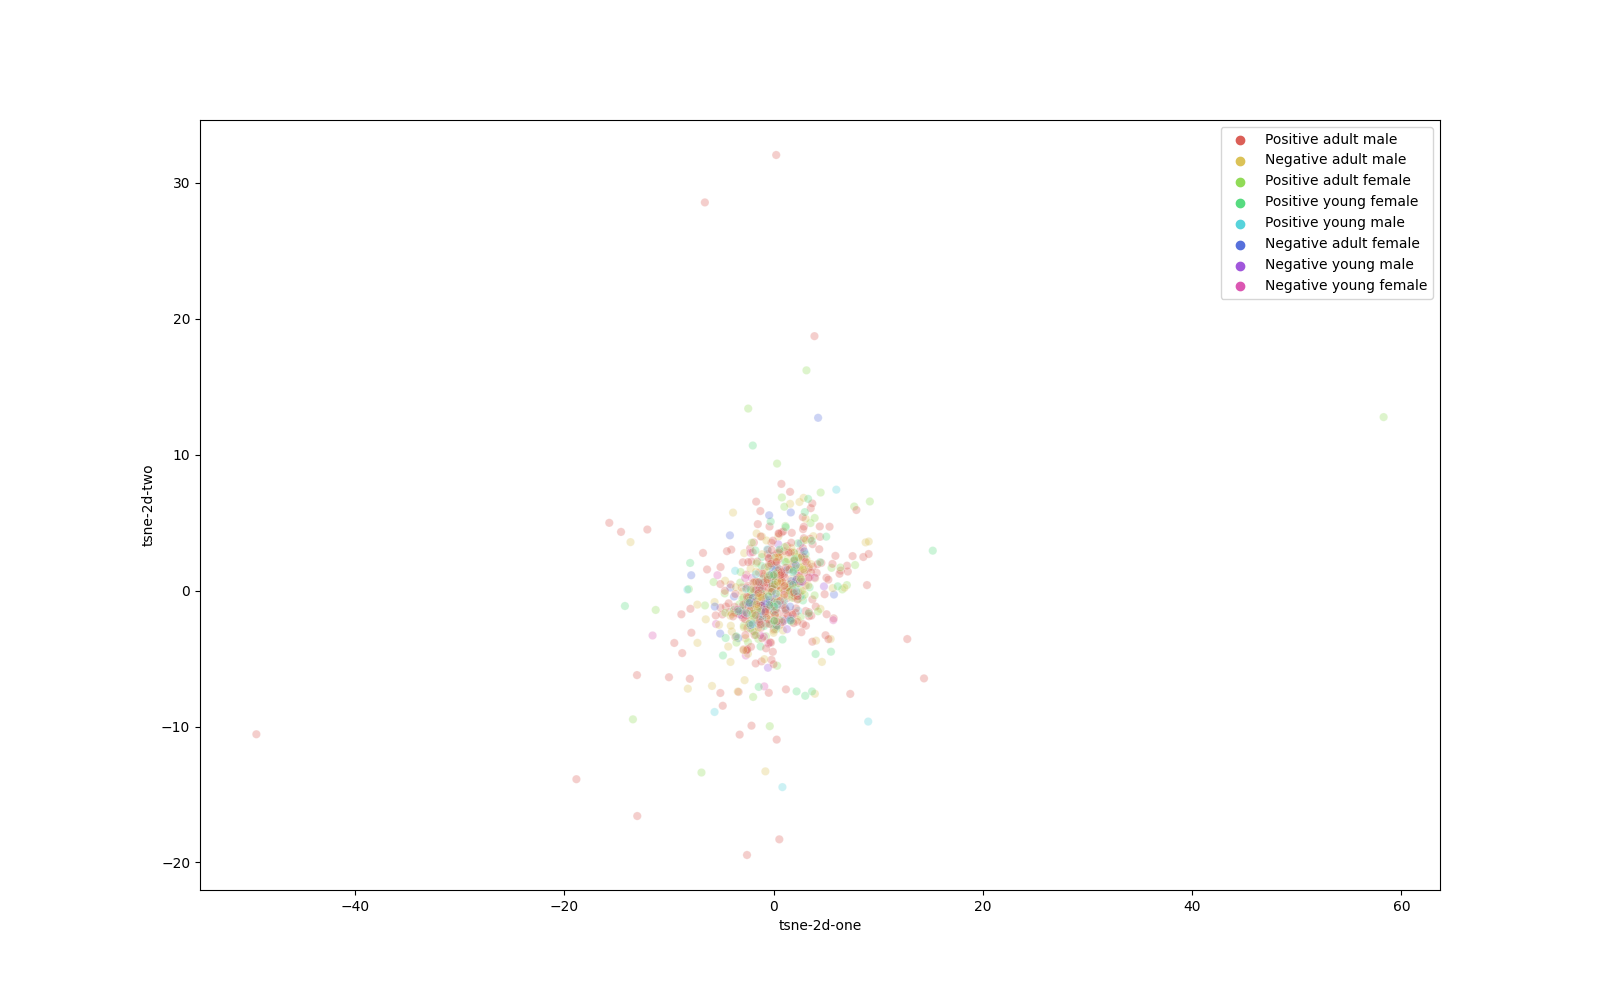 Positive adult male
Negative adult male
Positive adult female
Positive young female
Positive young male
Negative adult female
Negative young male
Negative young female
30
20
10
0
−10
−20
tsne-2d-two
−40
−20
0
20
40
60
tsne-2d-one